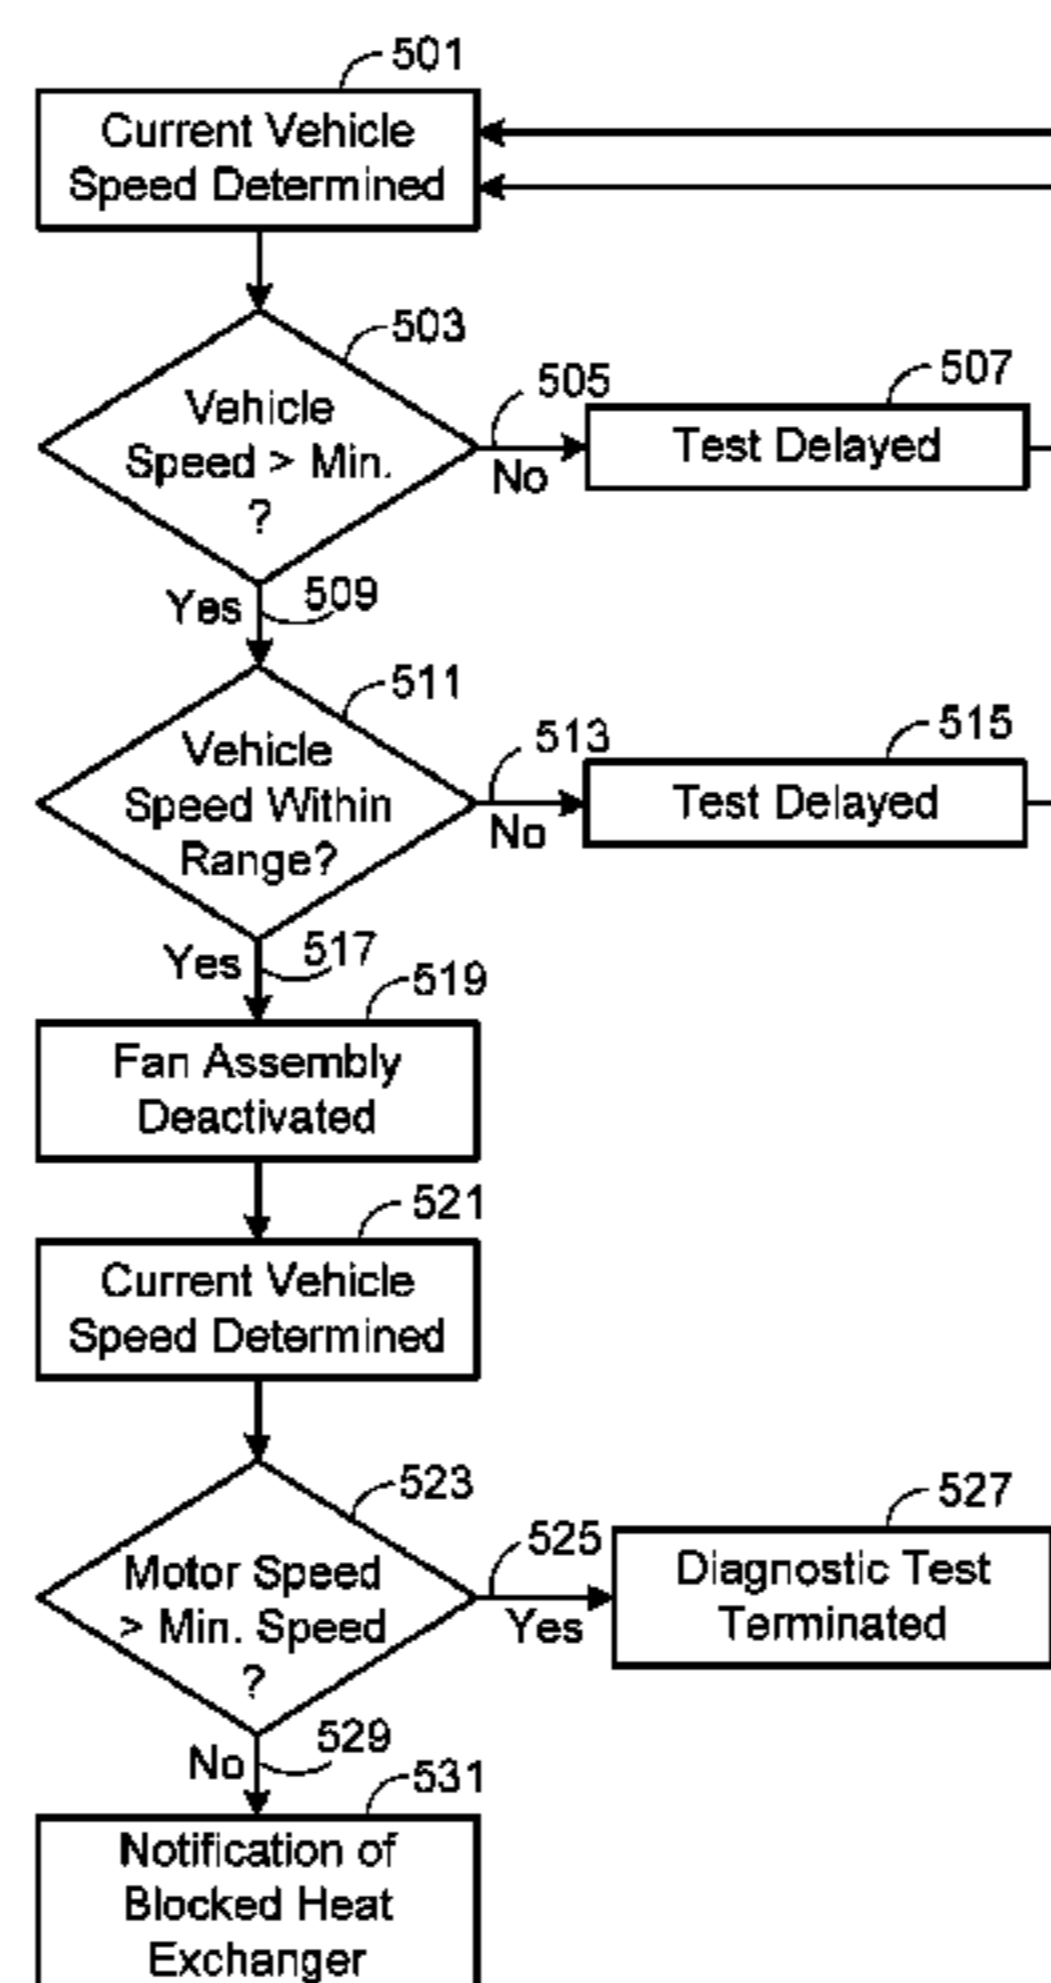 501
Current Vehicle
Speed Determined
503
Vehicle
Speed > Min.
?
505
No
507
Test Delayed
Yes
509
511
Vehicle
Speed Within
Range?
513
No
515
Test Delayed
Yes
517
519
Fan Assembly
Deactivated
521
Current Vehicle
Speed Determined
523
Motor Speed
> Min. Speed
?
525
Yes
527
Diagnostic Test
Terminated
No
529
531
Notification of
Blocked Heat
Exchanger